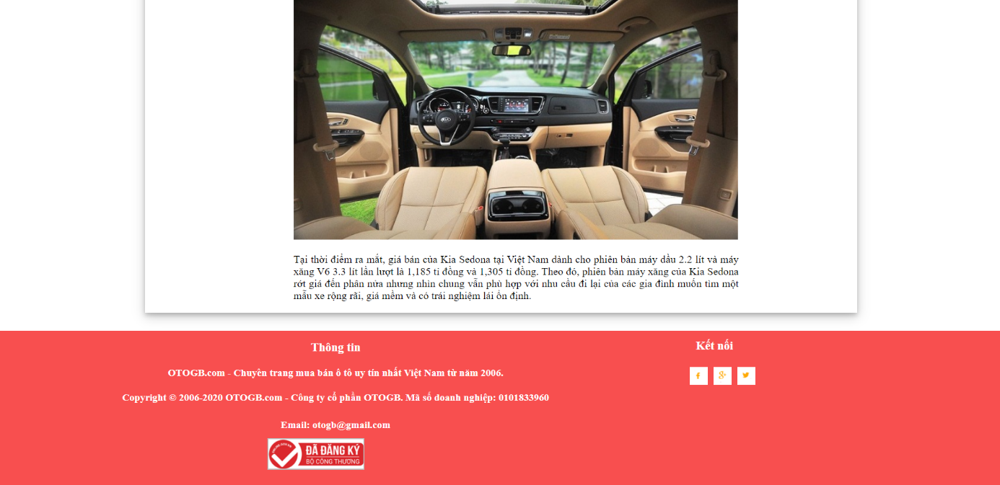 KIA
Tại thời điểm ra mắt, giá bán của Kia Sedona tại Việt Nam dành cho phiên bản máy dầu 2.2 lít và máy
xăng V6 3.3 lít lần lượt là 1,185 tỉ đồng và 1,305 tỉ đồng. Theo đó, phiên bản máy xăng của Kia Sedona
rớt giá đến phân nửa nhưng nhìn chung vẫn phù hợp với nhu cầu đi lại của các gia đình muốn tìm một
mẫu xe rộng rãi, giá mềm và có trải nghiệm lái ổn định.
Thông tin
Kết nối
OTOGB.com - Chuyên trang mua bán ô tô uy tín nhất Việt Nam từ năm 2006.
Copyright © 2006-2020 OTOGB.com - Công ty cổ phần OTOGB. Mã số doanh nghiệp: 0101833960
Email: otogb@gmail.com
ONLINE.GOV.VN
ĐÃ ĐĂNG KÝ
BỘ CÔNG THƯƠNG